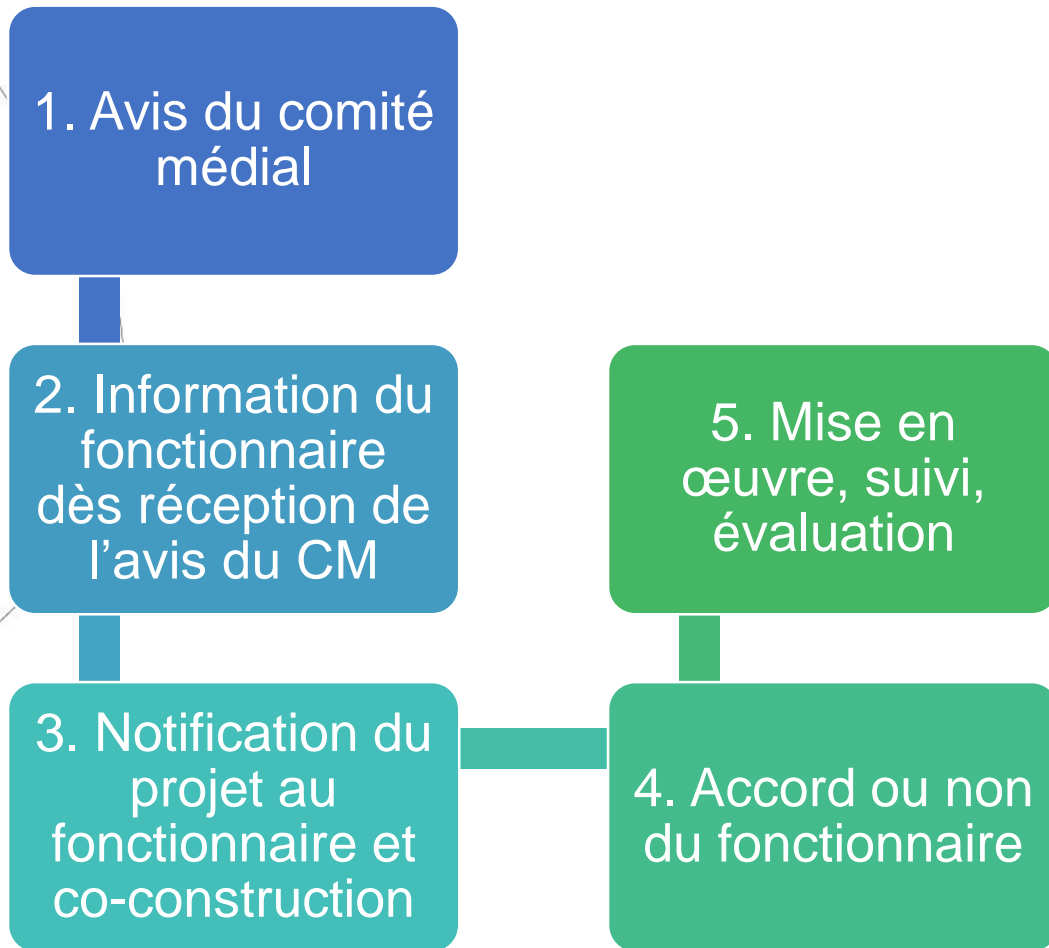 1. Avis du comité
médial
2. Information du
fonctionnaire
dès réception de
l’avis du CM
3. Notification du
projet au
fonctionnaire et
co-construction
4. Accord ou non
du fonctionnaire
5. Mise en
œuvre, suivi,
évaluation